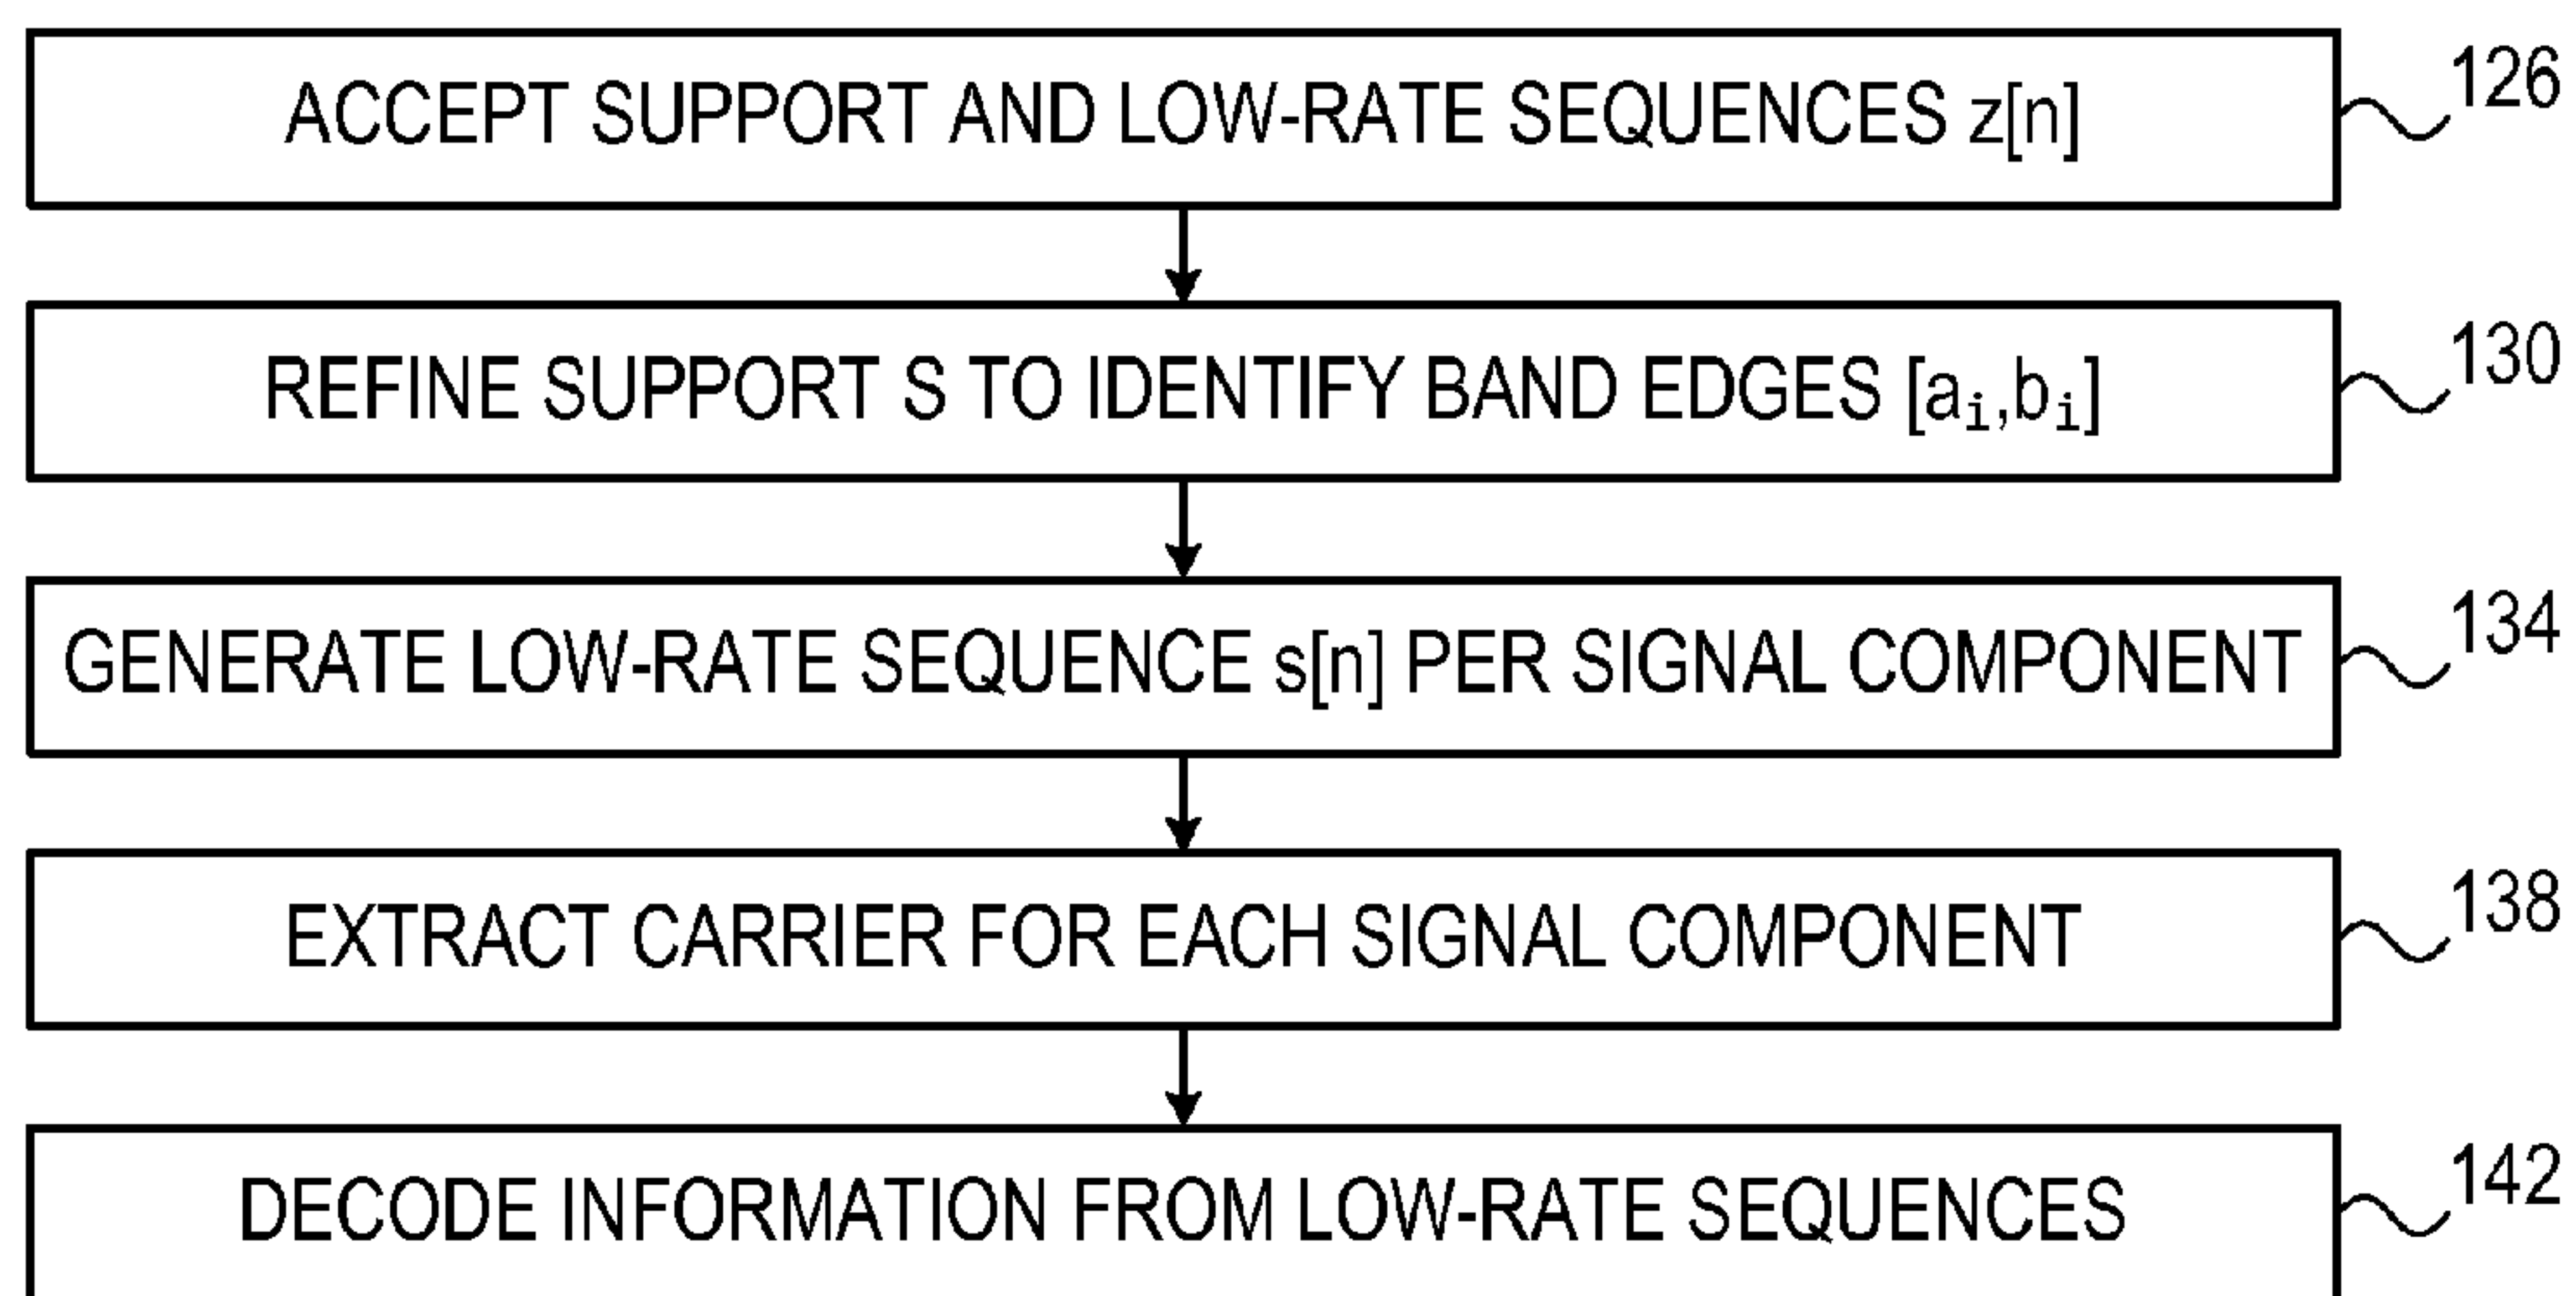 ACCEPT SUPPORT AND LOW-RATE SEQUENCES z[n] 126
REFINE SUPPORT S TO IDENTIFY BAND EDGES [ai,bi] 130
GENERATE LOW-RATE SEQUENCE s[n] PER SIGNAL COMPONENT 134
EXTRACT CARRIER FOR EACH SIGNAL COMPONENT 138
DECODE INFORMATION FROM LOW-RATE SEQUENCES 142